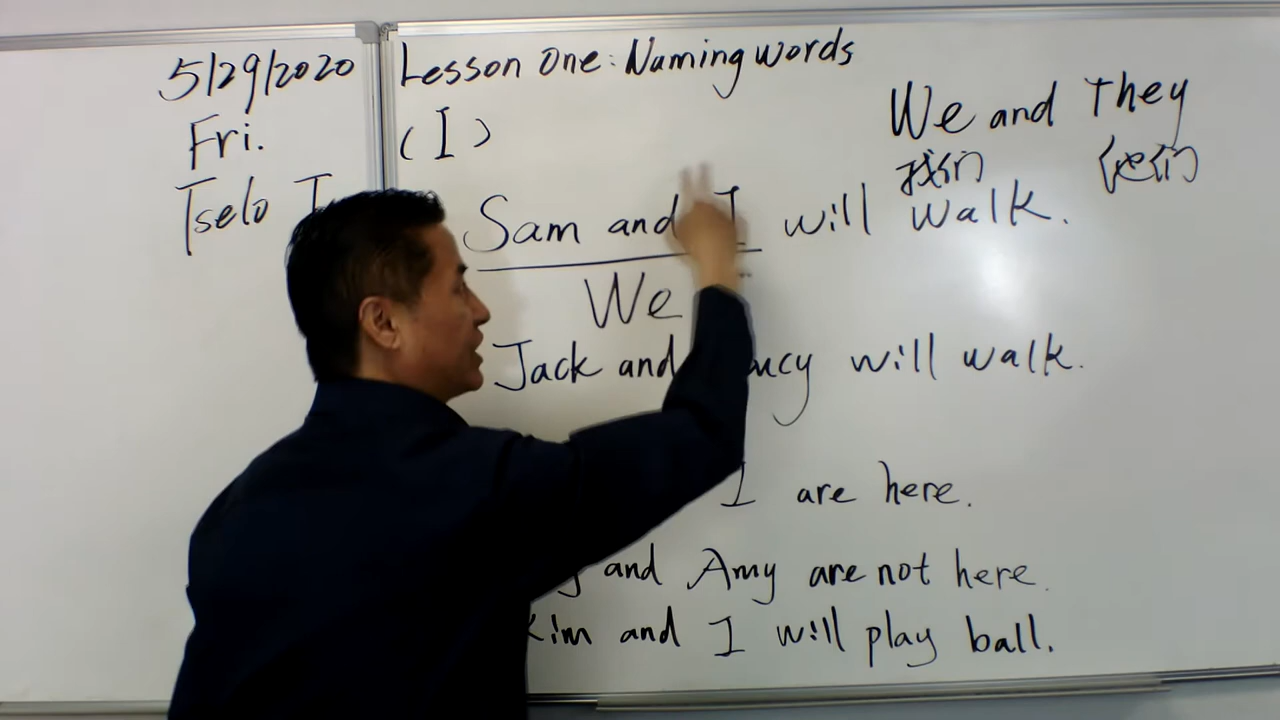 5/29/2020
Fri.
Tselo
Lesson One: Naming words
(I)
We and They
我们 他们
Sam and I will walk.
We
Jack and will walk.
I are here.
and Amy are not here.
Kim and I will play ball.